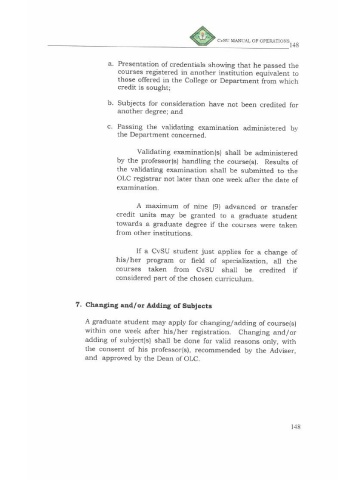 CvSU MANUAL OF OPERATIONS
148
a. Presentation of credentials showing that he passed the
courses registered in another institution equivalent to
those offered in the College or Department from which
credit is sought;
b. Subjects for consideration have not been credited for
another degree; and
c. Passing the validating examination administered by
the Department concerned.
Validating examination(s) shall be administered
by the professor(s) handling the course(s). Results of
the validating examination shall be submitted to the
OLC registrar not later than one week after the date of
examination.
A maximum of nine (9) advanced or transfer
credit units may be granted to a graduate student
towards a graduate degree if the courses were taken
from other institutions.
If a CvSU student just applies for a change of
his/her program or field of specialization, all the
courses taken from CvSU shall be credited if
considered part of the chosen curriculum.
7. Changing and/or Adding of Subjects
A graduate student may apply for changing/adding of course(s)
within one week after his/her registration. Changing and/or
adding of subject(s) shall be done for valid reasons only, with
the consent of his professor(s), recommended by the Adviser,
and approved by the Dean of OLC.
148